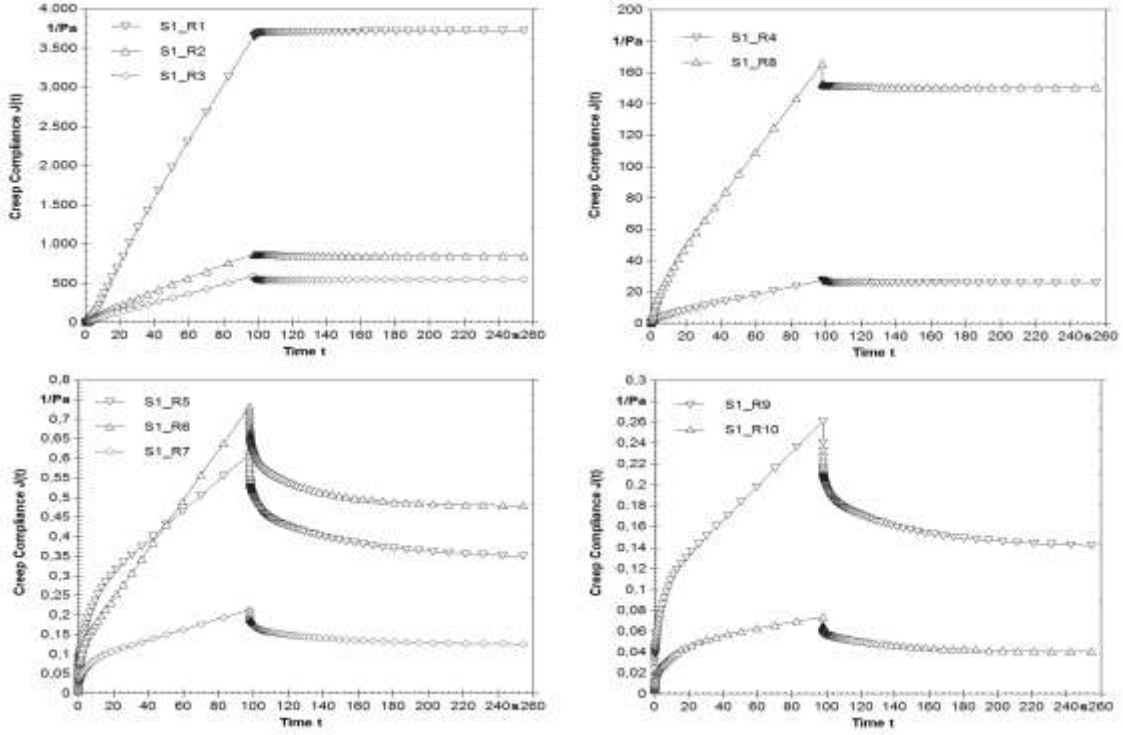 4.000
1/Pa
3.000
2.500
2.000
1.500
1.000
500
0
Creep Compliance J(t)
S1_R1
S1_R2
S1_R3
0 20 40 60 80 100 120 140 160 180 200 220 240s260
Time t
200
1/Pa
160
140
120
100
80
60
40
20
0
Creep Compliance J(t)
S1_R4
S1_R8
0 20 40 60 80 100 120 140 160 180 200 220 240s260
Time t
0,8
1/Pa
0,7
0,65
0,6
0,55
0,5
0,45
0,4
0,35
0,3
0,25
0,2
0,15
0,1
0,05
0
Creep Compliance J(t)
S1_R5
S1_R6
S1_R7
0 20 40 60 80 100 120 140 160 180 200 220 240s260
Time t
0,3
1/Pa
0,26
0,24
0,22
0,2
0,18
0,16
0,14
0,12
0,1
0,08
0,06
0,04
0,02
0
Creep Compliance J(t)
S1_R9
S1_R10
0 20 40 60 80 100 120 140 160 180 200 220 240s260
Time t